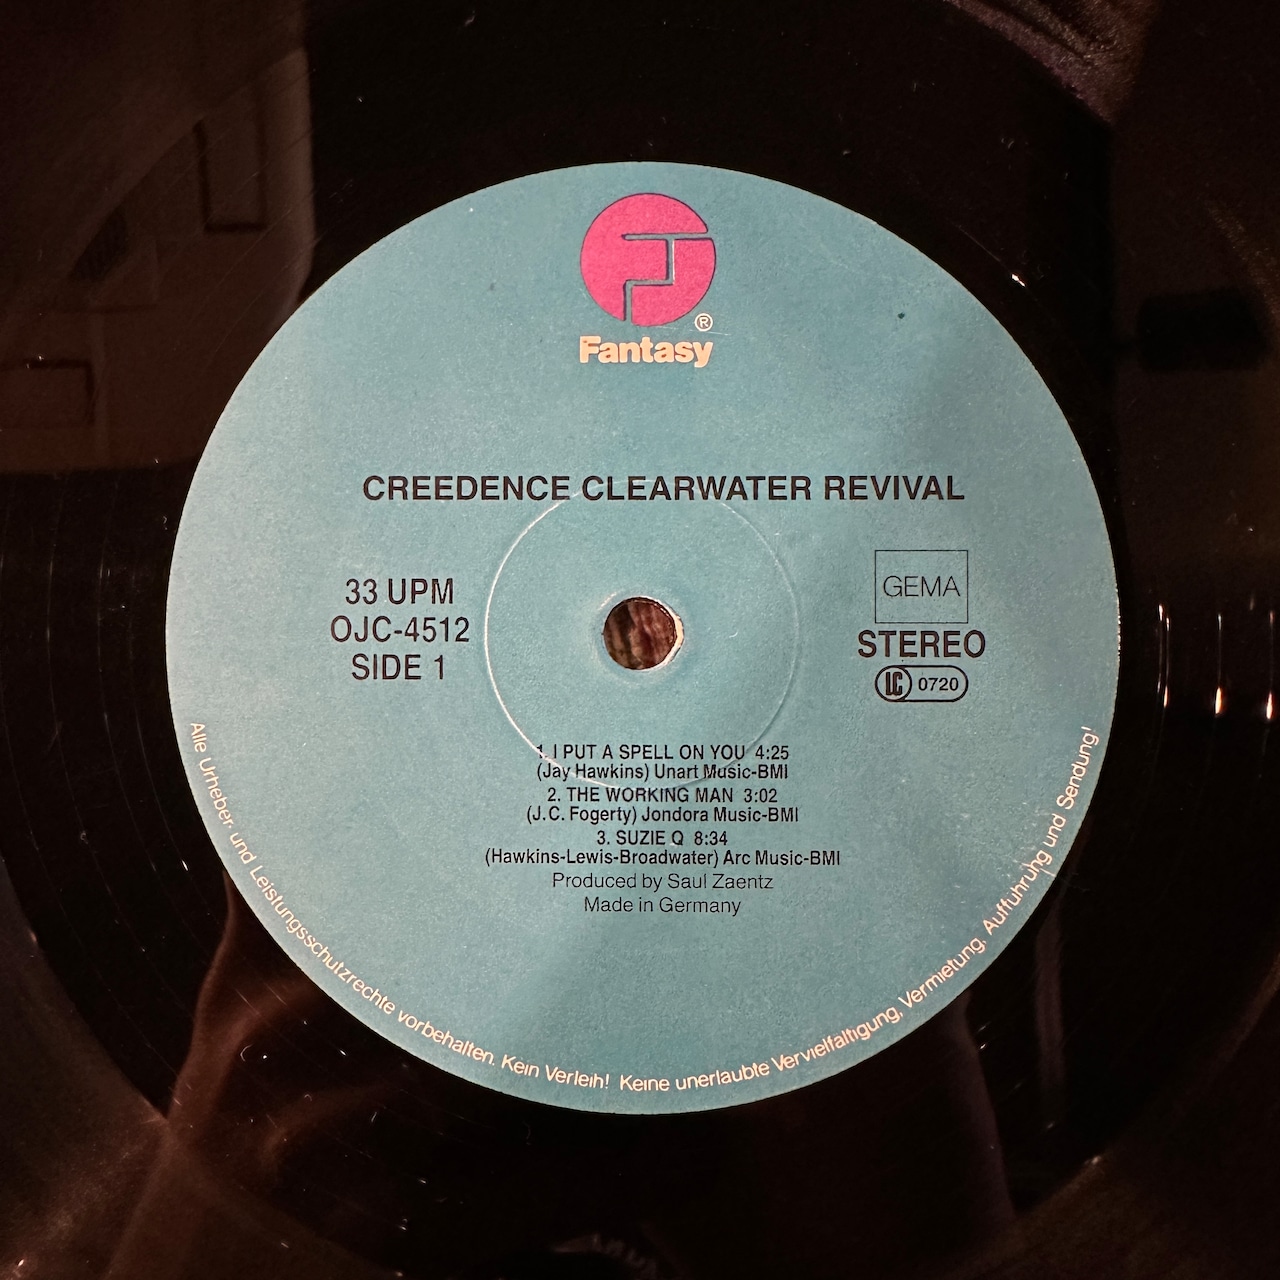 ®
Fantasy
CREEDENCE CLEARWATER REVIVAL
33 UPM
OJC-4512
SIDE 1
GEMA
STEREO
LC 0720
1. I PUT A SPELL ON YOU 4:25
(Jay Hawkins) Unart Music-BMI
2. THE WORKING MAN 3:02
(J.C. Fogerty) Jondora Music-BMI
3. SUZIE Q 8:34
(Hawkins-Lewis-Broadwater) Arc Music-BMI
Produced by Saul Zaentz
Made in Germany
Alle Urheber- und Leistungsschutzrechte vorbehalten. Kein Verleih! Keine unerlaubte Vervielfältigung, Vermietung, Aufführung und Sendung!